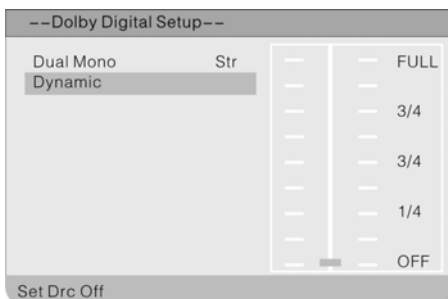 --Dolby Digital Setup--
Dual Mono Str
Dynamic
FULL
3/4
3/4
1/4
OFF
Set Drc Off